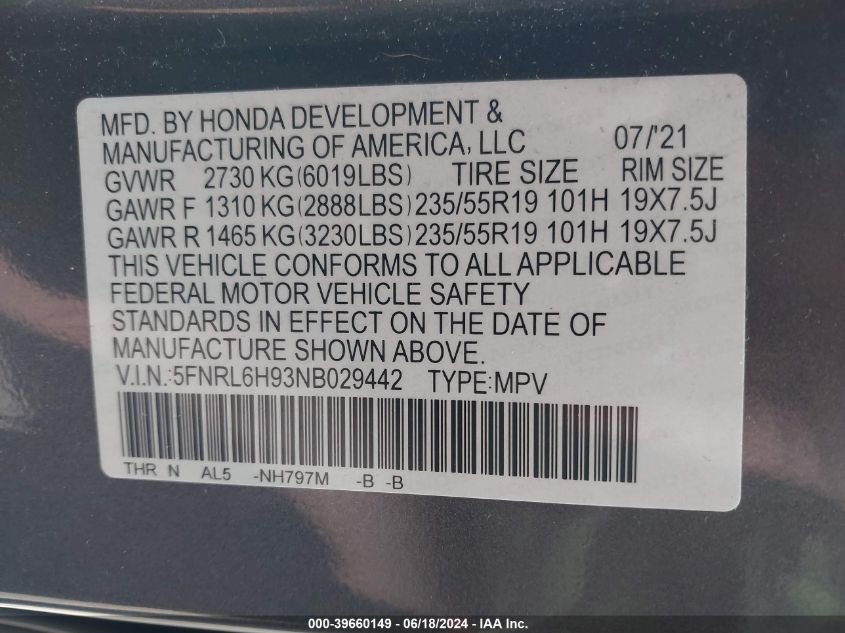 MFD. BY HONDA DEVELOPMENT &
MANUFACTURING OF AMERICA, LLC 07/'21
GVWR 2730 KG(6019LBS) TIRE SIZE RIM SIZE
GAWR F 1310 KG(2888LBS)235/55R19 101H 19X7.5J
GAWR R 1465 KG(3230LBS)235/55R19 101H 19X7.5J
THIS VEHICLE CONFORMS TO ALL APPLICABLE
FEDERAL MOTOR VEHICLE SAFETY
STANDARDS IN EFFECT ON THE DATE OF
MANUFACTURE SHOWN ABOVE.
V.I.N.:5FNRL6H93NB029442 TYPE:MPV
THR N AL5 -NH797M -B -B
000-39660149 - 06/18/2024 - IAA Inc.